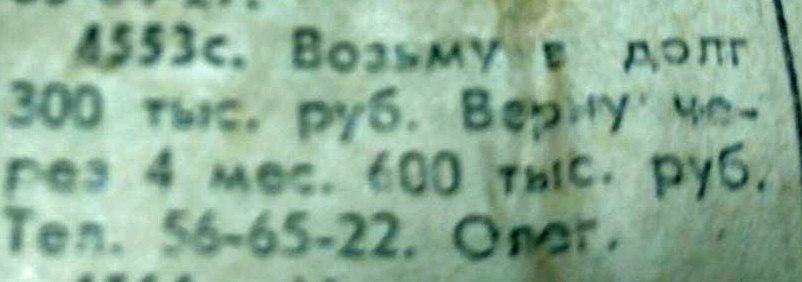 4553с. Возьму в долг
300 тыс. руб. Верну че-
рез 4 мес. 600 тыс. руб.
Тел. 56-65-22. Олег.